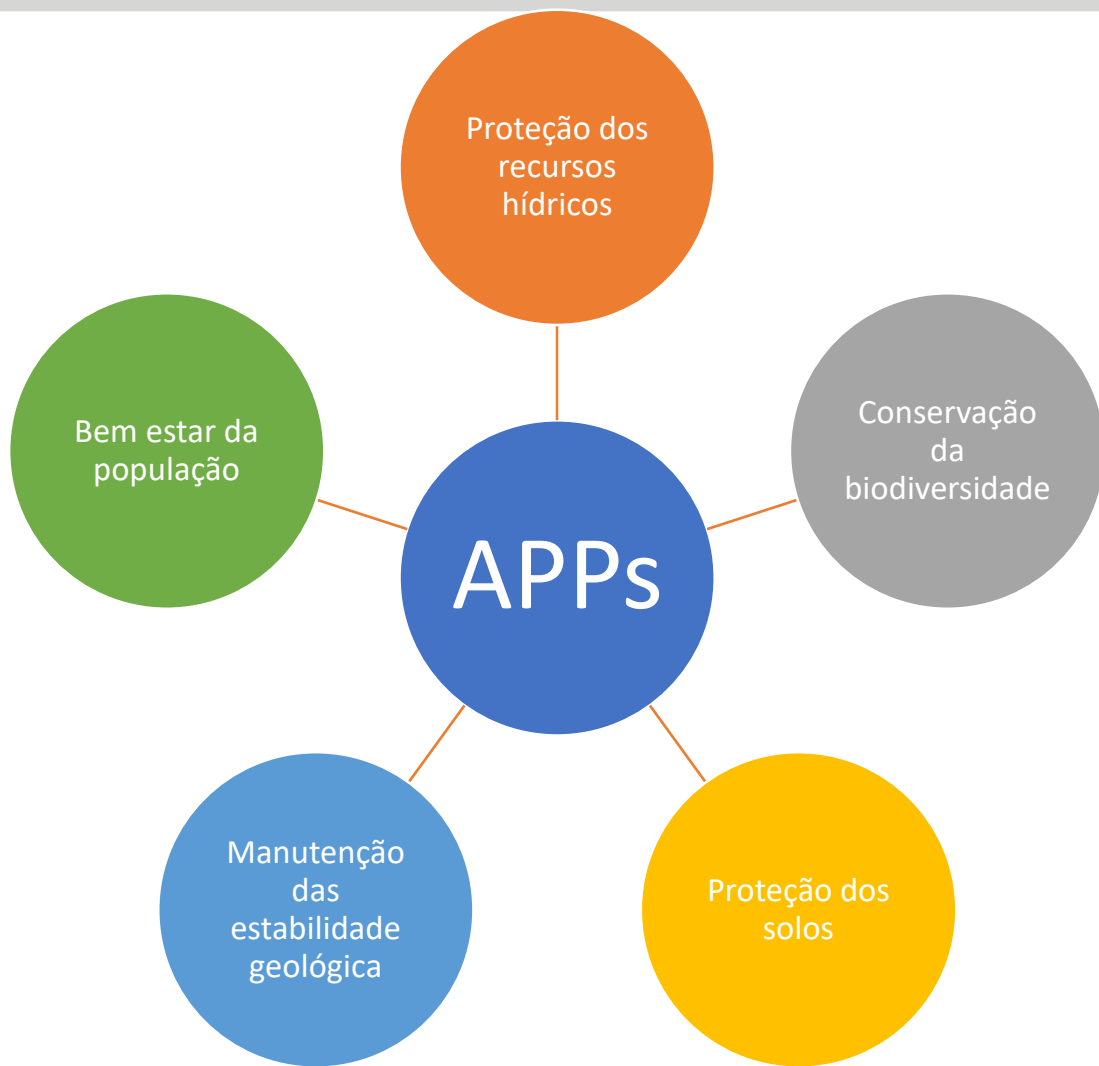 Proteção dos
recursos
hídricos
Bem estar da
população
Conservação
da
biodiversidade
APPs
Manutenção
das
estabilidade
geológica
Proteção dos
solos